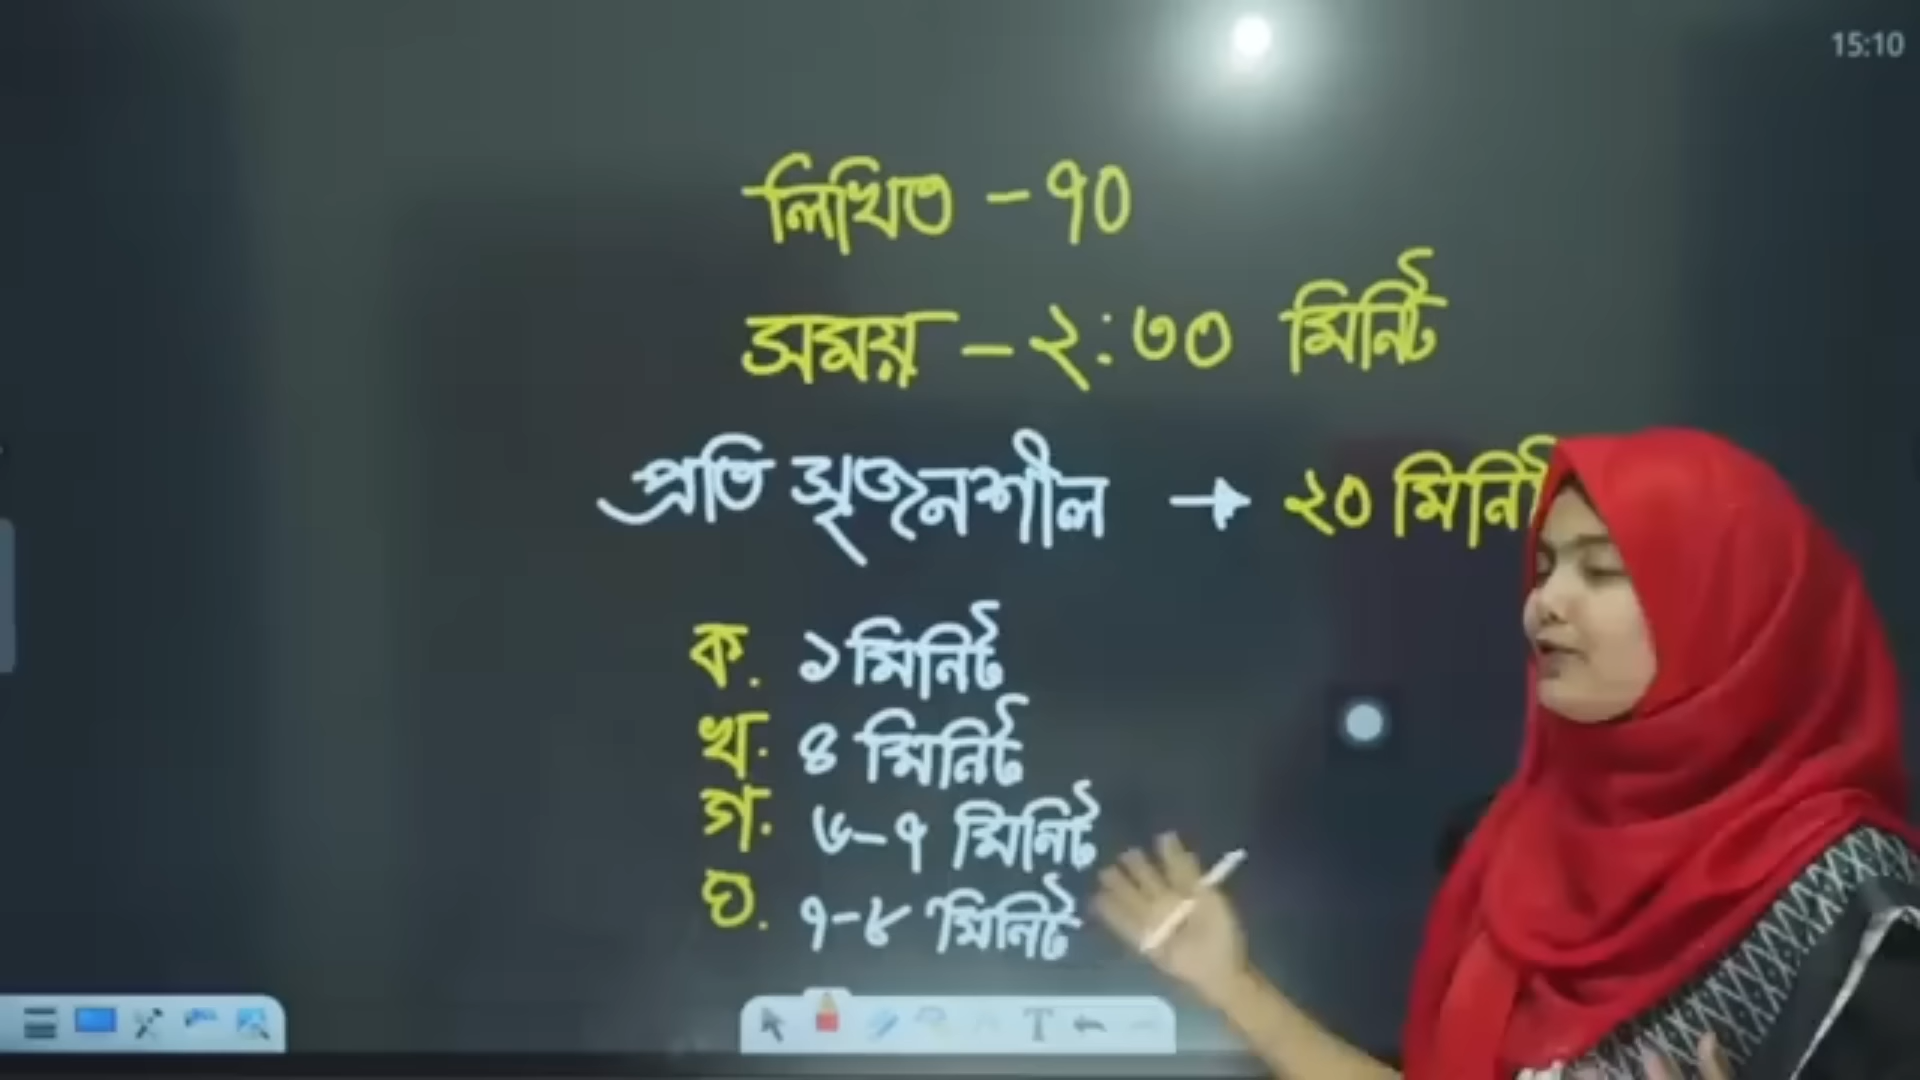 15:10
লিখিত - ৭০
সময় - ২:৩০ মিনিট
প্রতি সৃজনশীল → ২০
ক. ১ মিনিট
খ. ৪ মিনিট
গ. ৬-৭ মিনিট
ঘ. ৭-৮ মিনিট
T